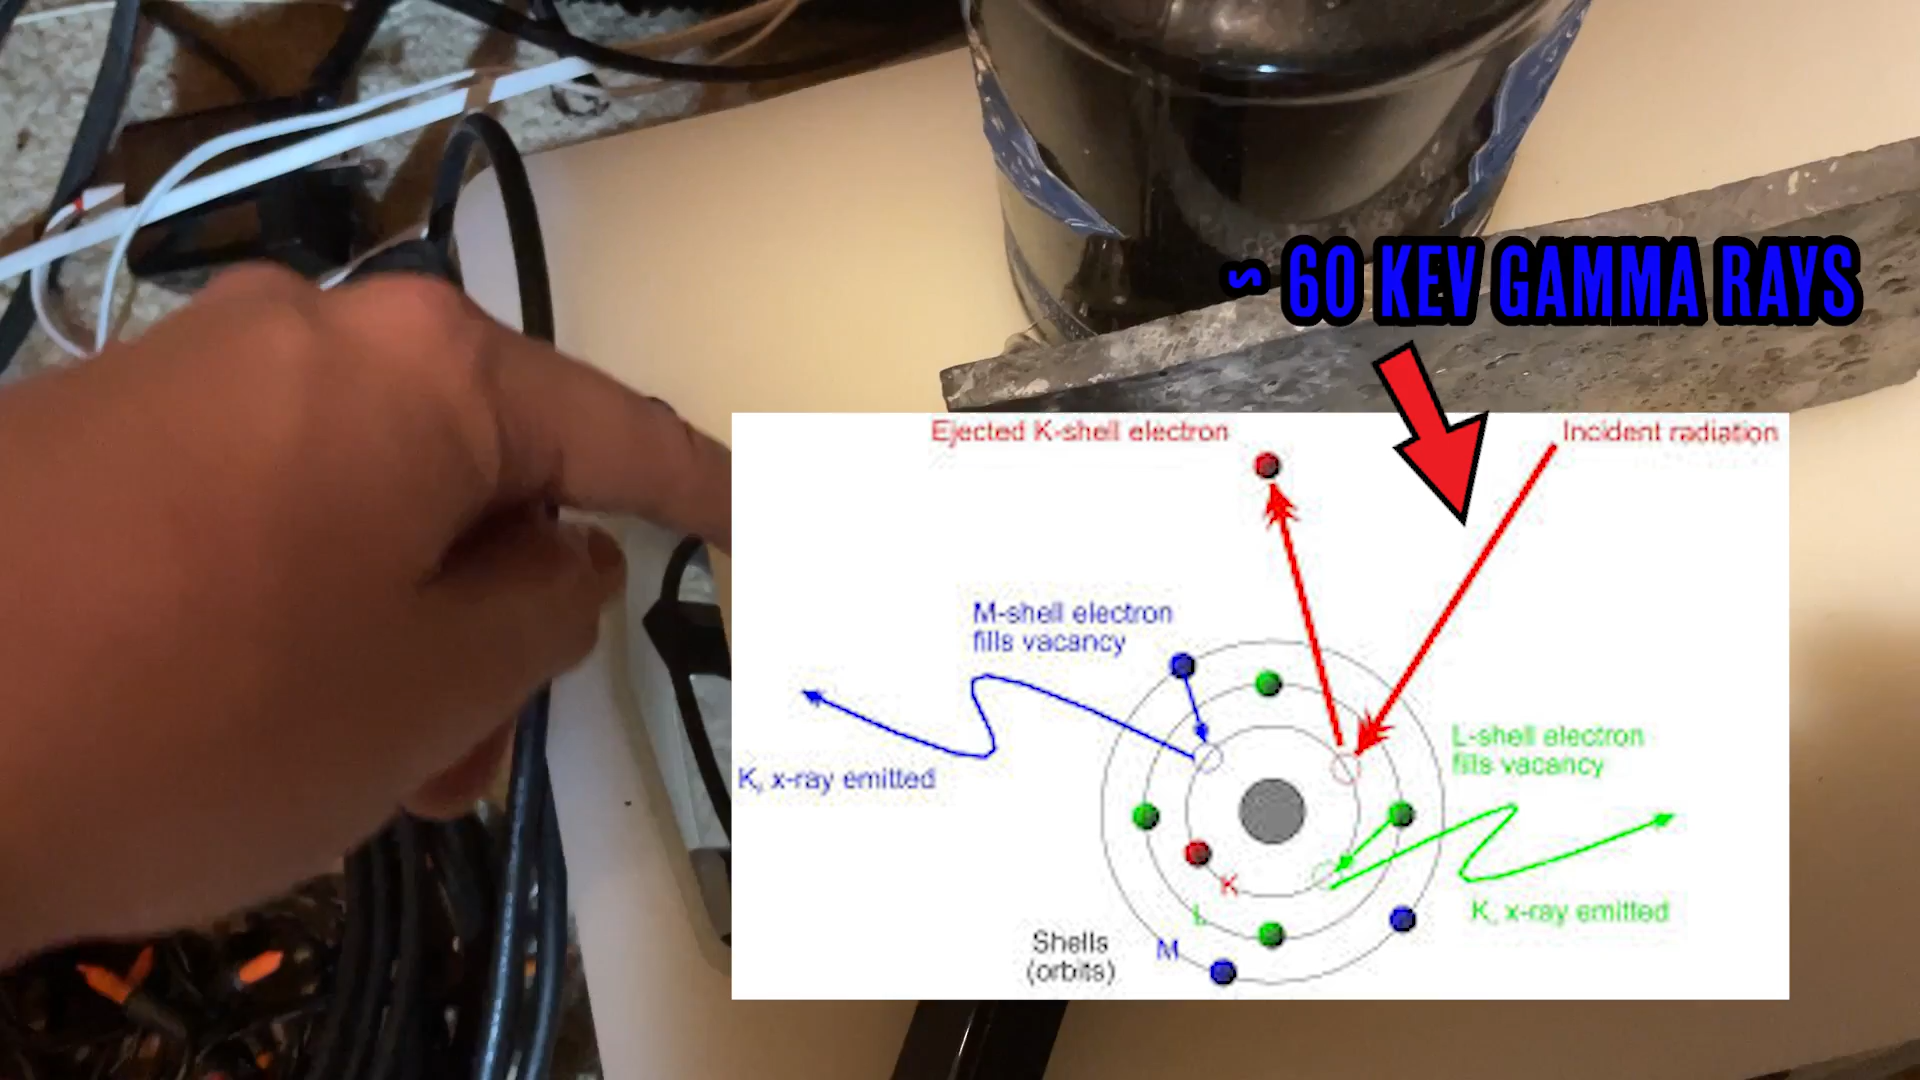 ~ 60 KEV GAMMA RAYS
Ejected K-shell electron
Incident radiation
M-shell electron
fills vacancy
L-shell electron
fills vacancy
K x-ray emitted
K x-ray emitted
K
L
M
Shells
(orbits)